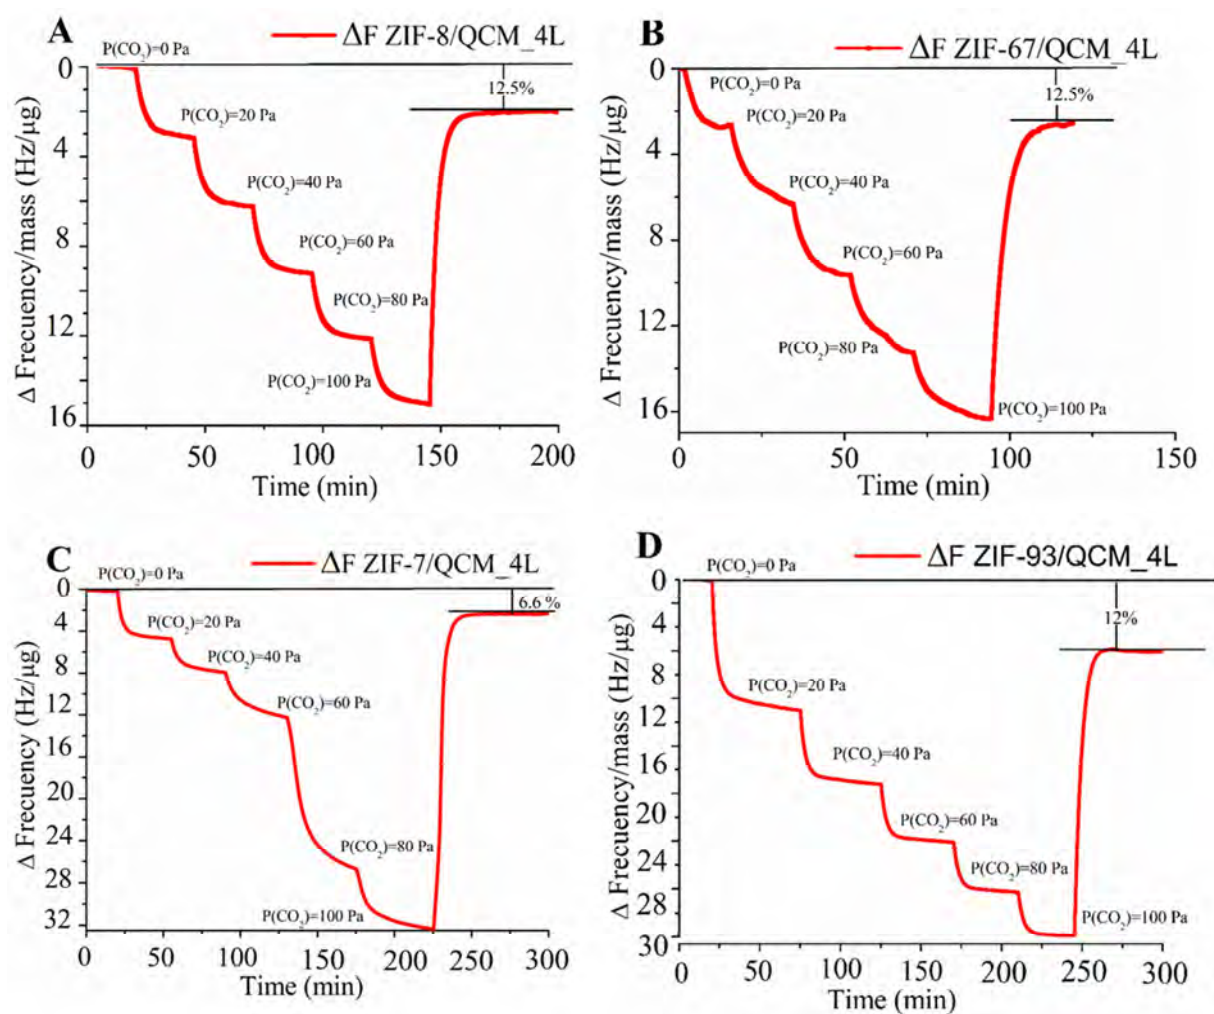 A
ΔF ZIF-8/QCM_4L
P(CO₂)=0 Pa
12.5%
P(CO₂)=20 Pa
P(CO₂)=40 Pa
P(CO₂)=60 Pa
P(CO₂)=80 Pa
P(CO₂)=100 Pa
0
4
8
12
16
Δ Frecuency/mass (Hz/µg)
0
50
100
150
200
Time (min)
B
ΔF ZIF-67/QCM_4L
P(CO₂)=0 Pa
12.5%
P(CO₂)=20 Pa
P(CO₂)=40 Pa
P(CO₂)=60 Pa
P(CO₂)=80 Pa
P(CO₂)=100 Pa
0
4
8
12
16
Δ Frecuency/mass (Hz/µg)
0
50
100
150
Time (min)
C
ΔF ZIF-7/QCM_4L
P(CO₂)=0 Pa
6.6 %
P(CO₂)=20 Pa
P(CO₂)=40 Pa
P(CO₂)=60 Pa
P(CO₂)=80 Pa
P(CO₂)=100 Pa
0
4
8
12
16
20
24
28
32
Δ Frecuency (Hz/µg)
0
50
100
150
200
250
300
Time (min)
D
ΔF ZIF-93/QCM_4L
P(CO₂)=0 Pa
12%
P(CO₂)=20 Pa
P(CO₂)=40 Pa
P(CO₂)=60 Pa
P(CO₂)=80 Pa
P(CO₂)=100 Pa
0
6
12
18
22
28
30
Δ Frecuency/mass (Hz/µg)
0
50
100
150
200
250
300
Time (min)